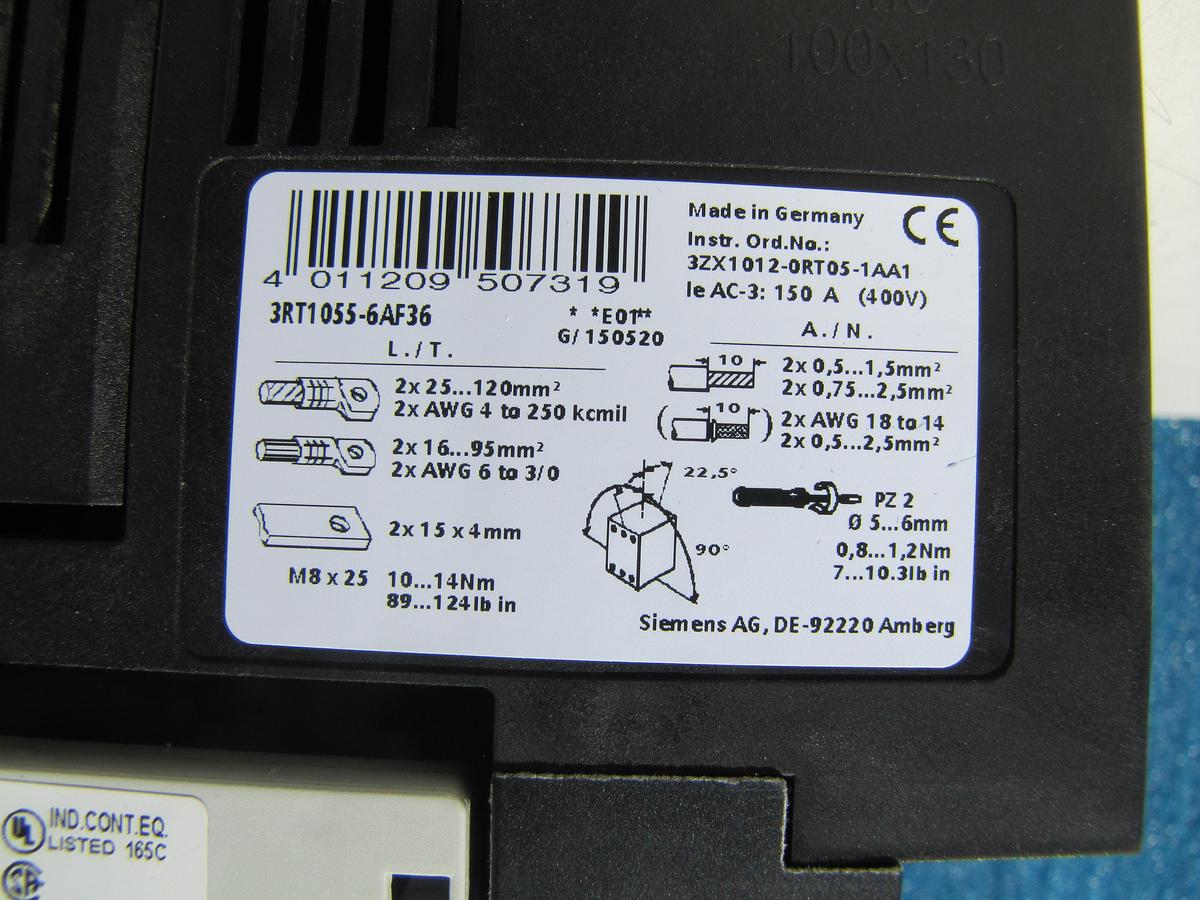 100x130
4 011209 507319
3RT1055-6AF36
* *E01**
G/150520
L./T.
2x 25...120mm²
2x AWG 4 to 250 kcmil
2x 16...95mm²
2x AWG 6 to 3/0
2x 15 x 4mm
M8 x 25 10...14Nm
89...124lb in
Made in Germany
CE
Instr. Ord.No.:
3ZX1012-0RT05-1AA1
Ie AC-3: 150 A (400V)
A./N.
10
2x 0,5...1,5mm²
2x 0,75...2,5mm²
( 10 )
2x AWG 18 to 14
2x 0,5...2,5mm²
22,5°
90°
PZ 2
Ø 5...6mm
0,8...1,2Nm
7...10.3lb in
Siemens AG, DE-92220 Amberg
UL
IND.CONT.EQ.
LISTED 165C